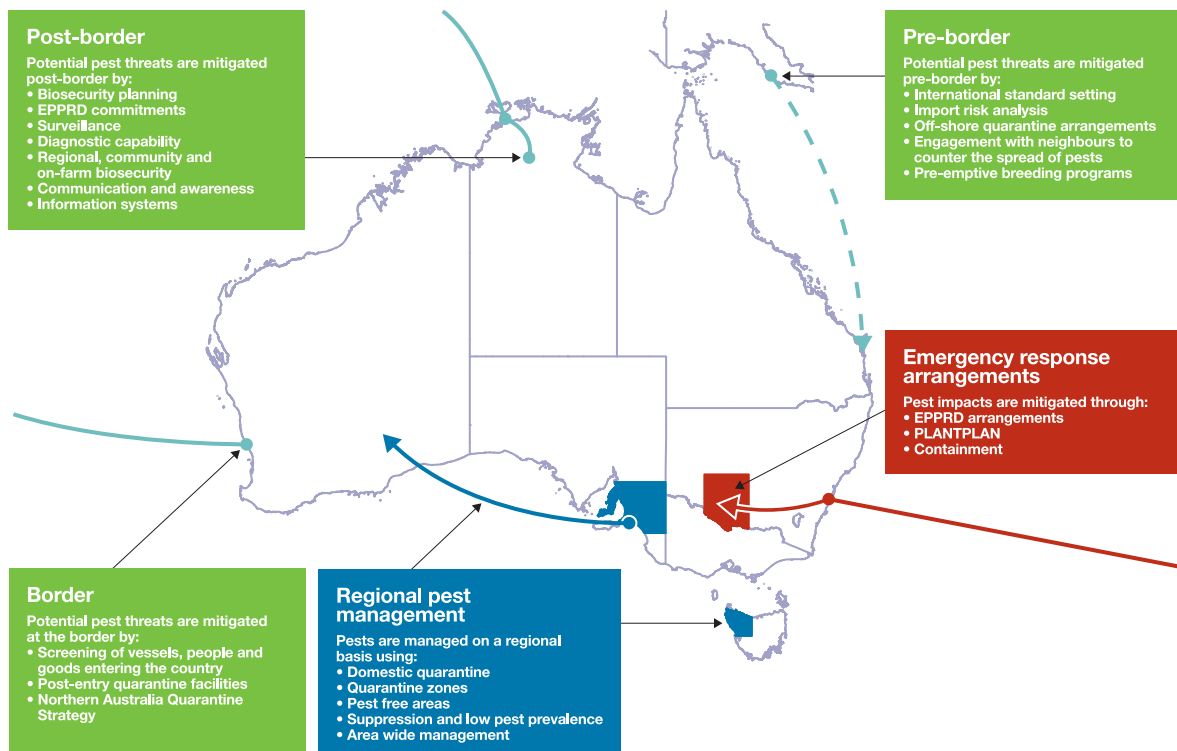 Post-border
Potential pest threats are mitigated
post-border by:
• Biosecurity planning
• EPPRD commitments
• Surveillance
• Diagnostic capability
• Regional, community and
on-farm biosecurity
• Communication and awareness
• Information systems
Pre-border
Potential pest threats are mitigated
pre-border by:
• International standard setting
• Import risk analysis
• Off-shore quarantine arrangements
• Engagement with neighbours to
counter the spread of pests
• Pre-emptive breeding programs
Emergency response
arrangements
Pest impacts are mitigated through:
• EPPRD arrangements
• PLANTPLAN
• Containment
Border
Potential pest threats are mitigated
at the border by:
• Screening of vessels, people and
goods entering the country
• Post-entry quarantine facilities
• Northern Australia Quarantine
Strategy
Regional pest
management
Pests are managed on a regional
basis using:
• Domestic quarantine
• Quarantine zones
• Pest free areas
• Suppression and low pest prevalence
• Area wide management